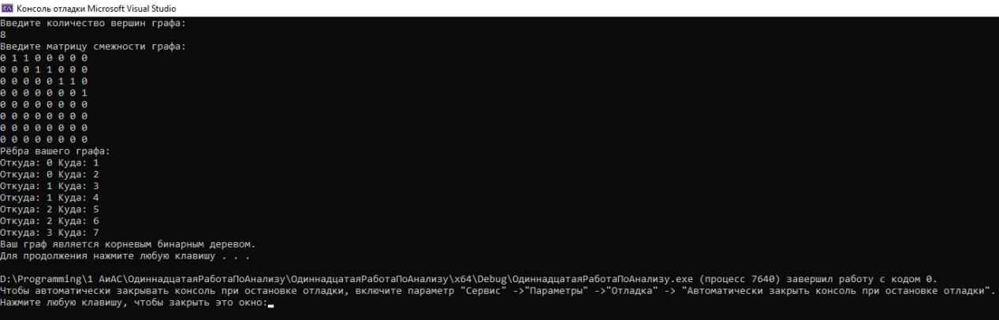 Консоль отладки Microsoft Visual Studio
Введите количество вершин графа:
8
Введите матрицу смежности графа:
0 1 1 0 0 0 0 0
0 0 0 1 1 0 0 0
0 0 0 0 0 1 1 0
0 0 0 0 0 0 0 1
0 0 0 0 0 0 0 0
0 0 0 0 0 0 0 0
0 0 0 0 0 0 0 0
0 0 0 0 0 0 0 0
Рёбра вашего графа:
Откуда: 0 Куда: 1
Откуда: 0 Куда: 2
Откуда: 1 Куда: 3
Откуда: 1 Куда: 4
Откуда: 2 Куда: 5
Откуда: 2 Куда: 6
Откуда: 3 Куда: 7
Ваш граф является корневым бинарным деревом.
Для продолжения нажмите любую клавишу . . .
D:\Programming\1 АиАС\ОдиннадцатаяРаботаПоАнализу\ОдиннадцатаяРаботаПоАнализу\x64\Debug\ОдиннадцатаяРаботаПоАнализу.exe (процесс 7640) завершил работу с кодом 0.
Чтобы автоматически закрывать консоль при остановке отладки, включите параметр "Сервис" ->"Параметры" ->"Отладка" -> "Автоматически закрыть консоль при остановке отладки".
Нажмите любую клавишу, чтобы закрыть это окно: